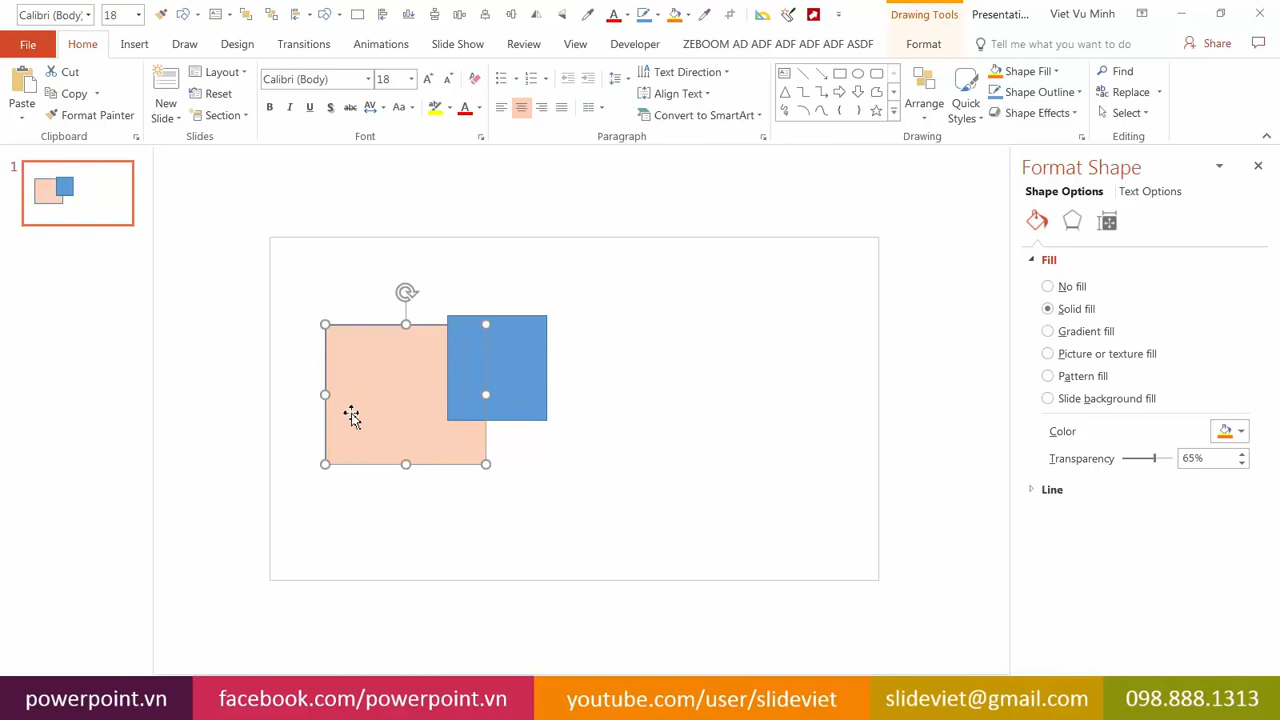 Calibri (Body) 18 Drawing Tools Presentati... Viet Vu Minh
File Home Insert Draw Design Transitions Animations Slide Show Review View Developer ZEBOOM AD ADF ADF ADF ADF ASDF Format Tell me what you want to do Share
Paste Cut Copy Format Painter
Clipboard
New Slide Layout Reset Section
Slides
Calibri (Body) 18
B I U S abc AV Aa A
Font
Text Direction
Align Text
Convert to SmartArt
Paragraph
Arrange Quick Styles
Shape Fill
Shape Outline
Shape Effects
Drawing
Find
Replace
Select
Editing
1
Format Shape
Shape Options Text Options
Fill
No fill
Solid fill
Gradient fill
Picture or texture fill
Pattern fill
Slide background fill
Color
Transparency 65%
Line
powerpoint.vn facebook.com/powerpoint.vn youtube.com/user/slideviet slideviet@gmail.com 098.888.1313